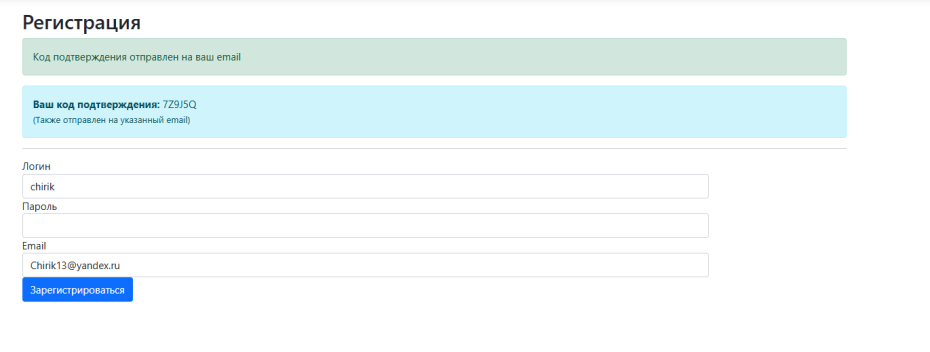 Регистрация
Код подтверждения отправлен на ваш email
Ваш код подтверждения: 7Z9J5Q
(Также отправлен на указанный email)
Логин
chirik
Пароль
Email
Chirik13@yandex.ru
Зарегистрироваться